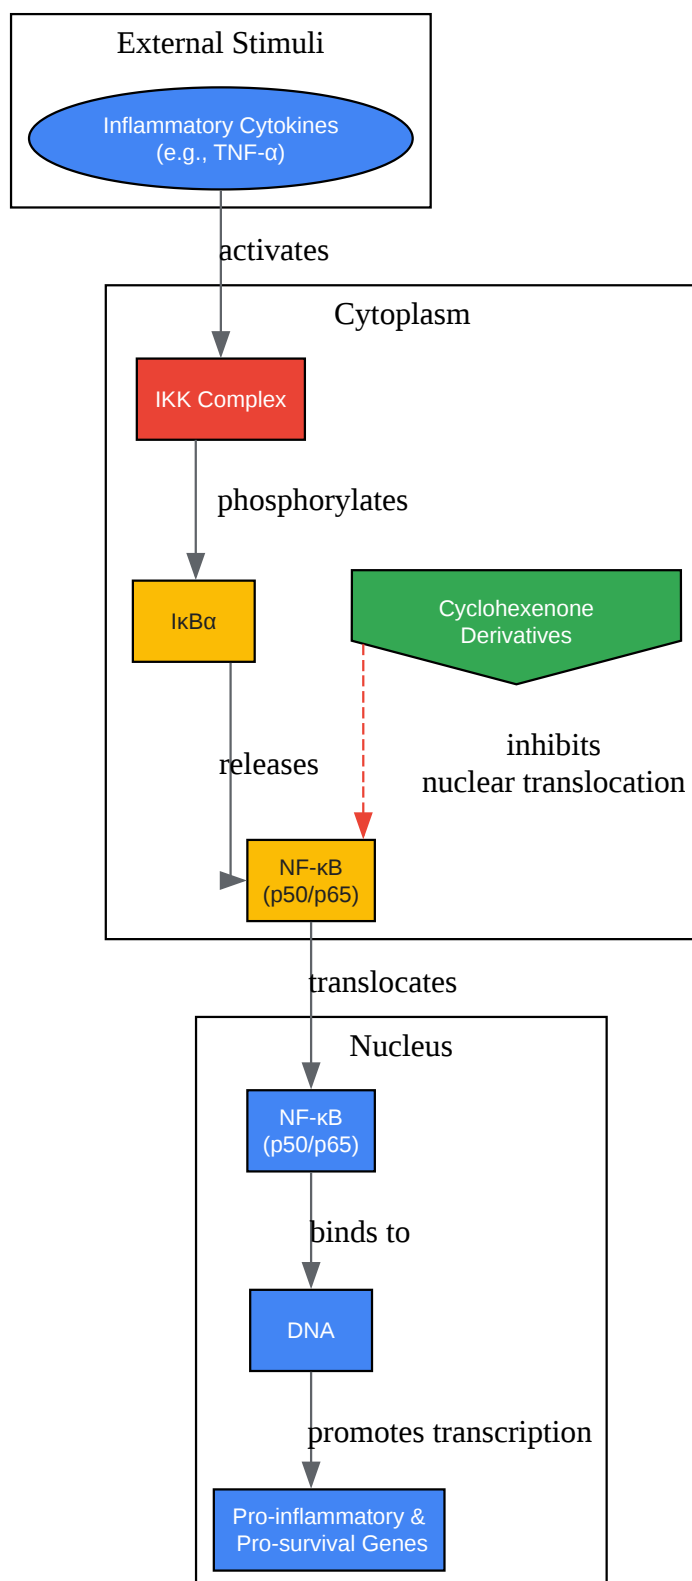 External Stimuli
Inflammatory Cytokines
(e.g., TNF-α)
activates
Cytoplasm
IKK Complex
phosphorylates
IκBα
Cyclohexenone
Derivatives
releases
inhibits
nuclear translocation
NF-κB
(p50/p65)
translocates
Nucleus
NF-κB
(p50/p65)
binds to
DNA
promotes transcription
Pro-inflammatory &
Pro-survival Genes